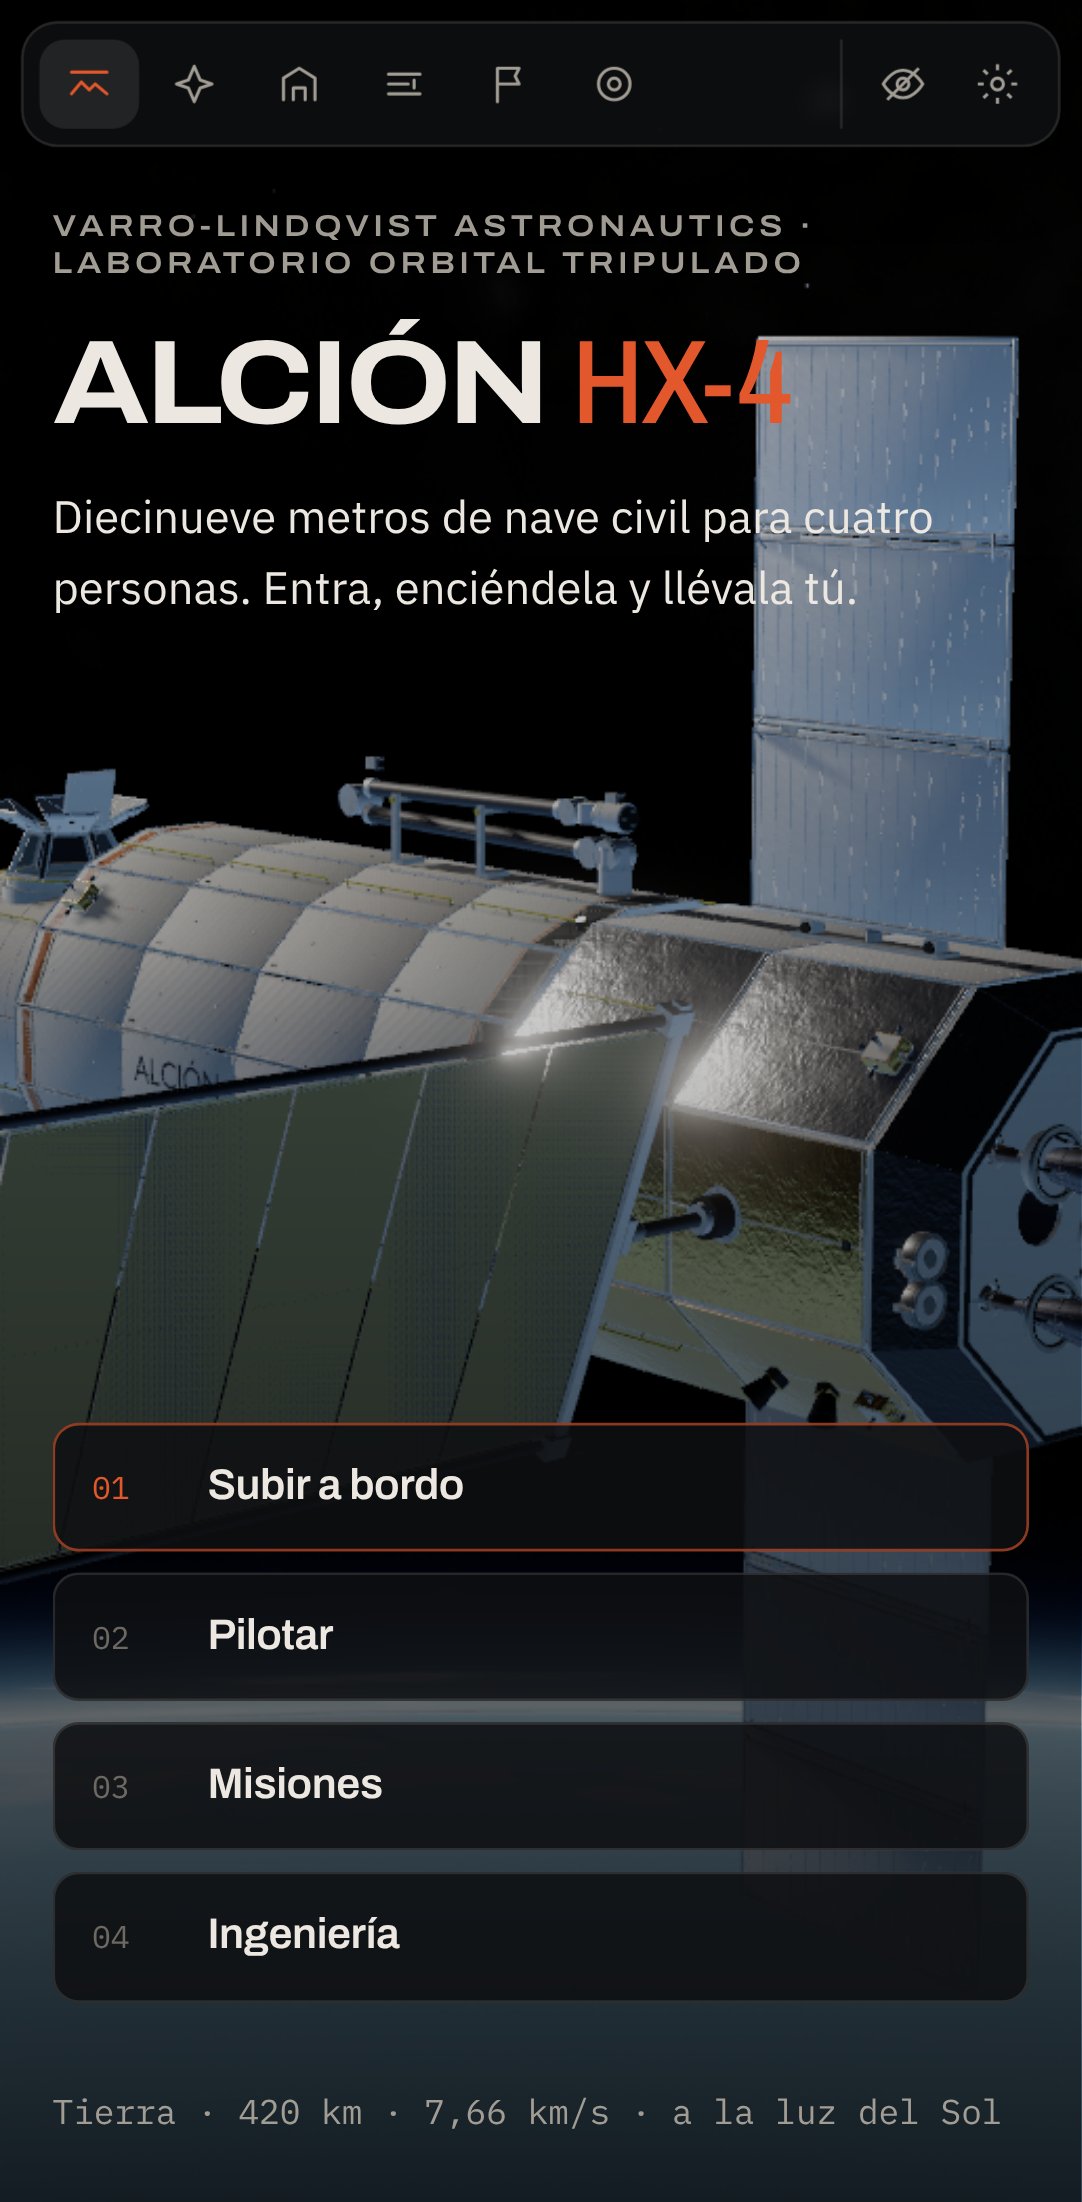 VARRO-LINDQVIST ASTRONAUTICS ·
LABORATORIO ORBITAL TRIPULADO
ALCIÓN HX-4
Diecinueve metros de nave civil para cuatro
personas. Entra, enciéndela y llévala tú.
ALCIÓN
01 Subir a bordo
02 Pilotar
03 Misiones
04 Ingeniería
Tierra · 420 km · 7,66 km/s · a la luz del Sol